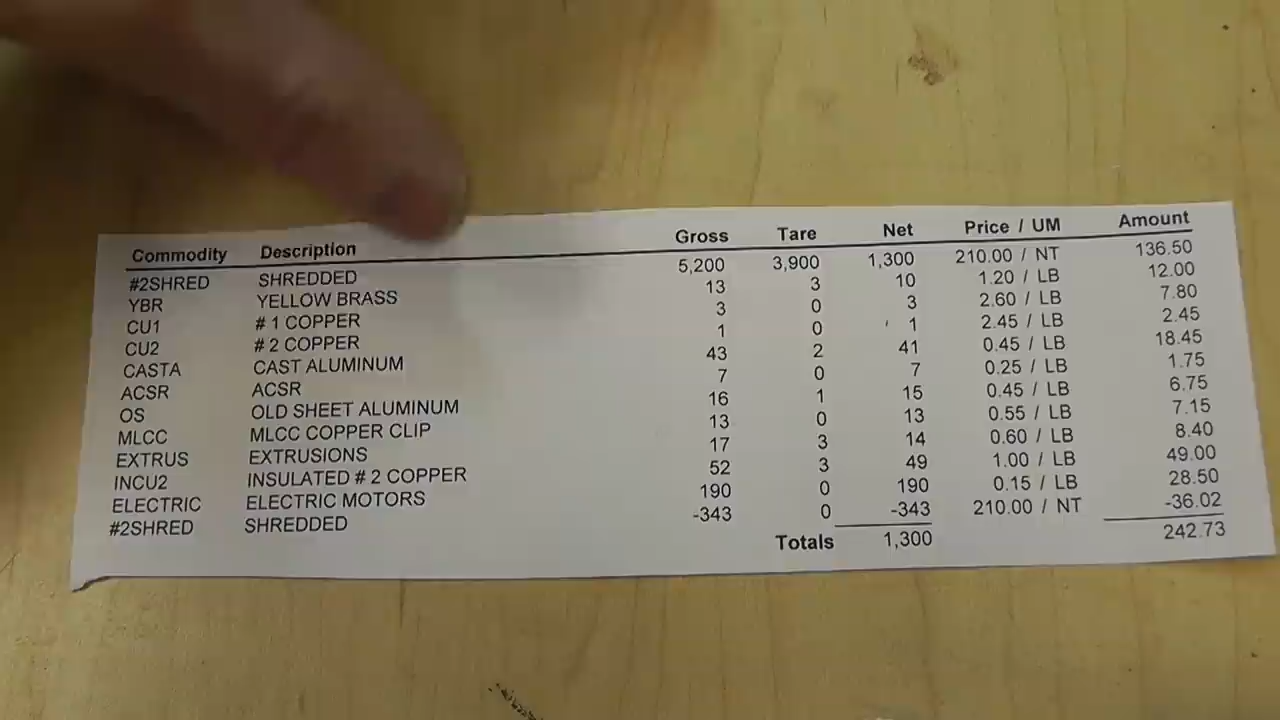 Commodity Description Gross Tare Net Price / UM Amount
#2SHRED SHREDDED 5,200 3,900 1,300 210.00 / NT 136.50
YBR YELLOW BRASS 13 3 10 1.20 / LB 12.00
CU1 # 1 COPPER 3 0 3 2.60 / LB 7.80
CU2 # 2 COPPER 1 0 1 2.45 / LB 2.45
CASTA CAST ALUMINUM 43 2 41 0.45 / LB 18.45
ACSR ACSR 7 0 7 0.25 / LB 1.75
OS OLD SHEET ALUMINUM 16 1 15 0.45 / LB 6.75
MLCC MLCC COPPER CLIP 13 0 13 0.55 / LB 7.15
EXTRUS EXTRUSIONS 17 3 14 0.60 / LB 8.40
INCU2 INSULATED # 2 COPPER 52 3 49 1.00 / LB 49.00
ELECTRIC ELECTRIC MOTORS 190 0 190 0.15 / LB 28.50
#2SHRED SHREDDED -343 0 -343 210.00 / NT -36.02
Totals 1,300 242.73